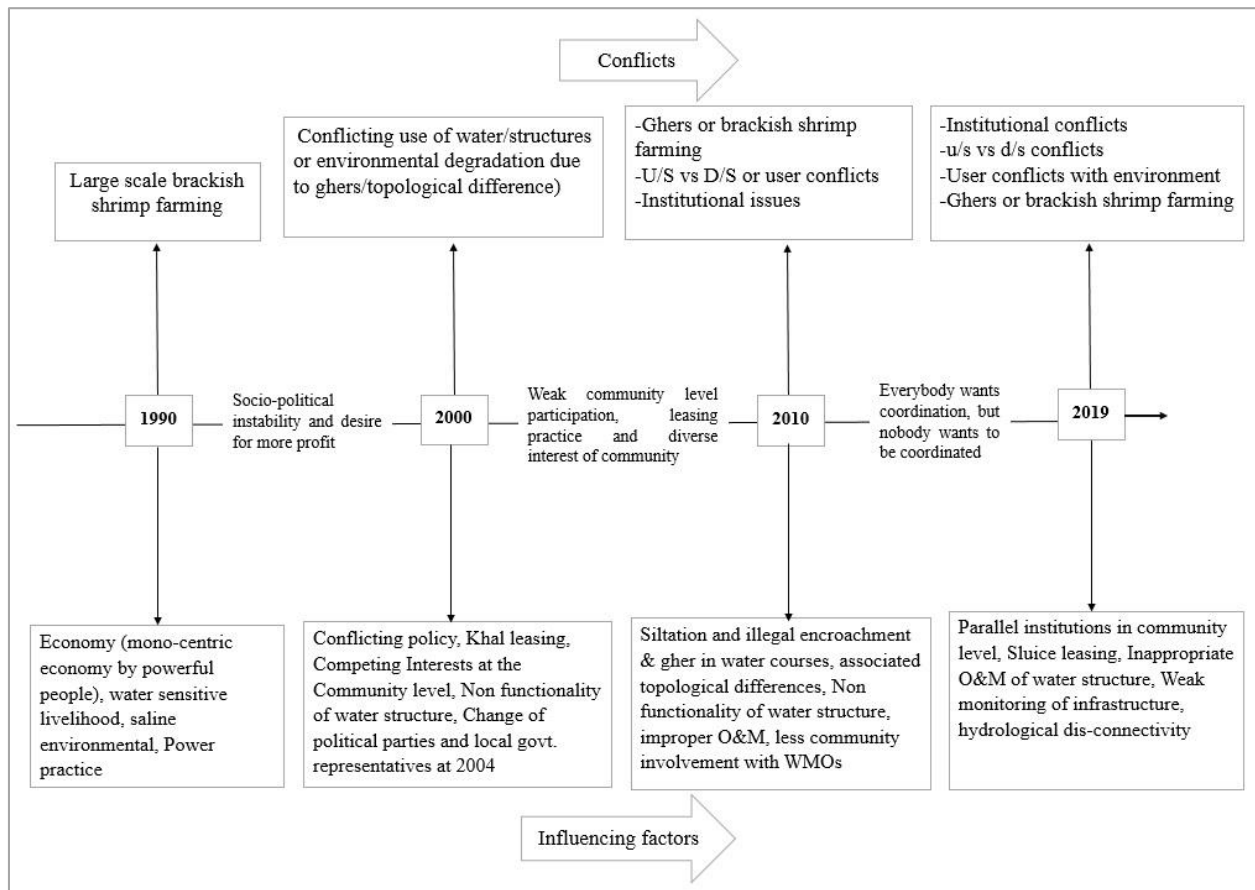 Conflicts
Large scale brackish
shrimp farming
Conflicting use of water/structures
or environmental degradation due
to ghers/topological difference)
-Ghers or brackish shrimp
farming
-U/S vs D/S or user conflicts
-Institutional issues
-Institutional conflicts
-u/s vs d/s conflicts
-User conflicts with environment
-Ghers or brackish shrimp farming
1990
Socio-political
instability and desire
for more profit
2000
Weak community level
participation, leasing
practice and diverse
interest of community
2010
Everybody wants
coordination, but
nobody wants to
be coordinated
2019
Economy (mono-centric
economy by powerful
people), water sensitive
livelihood, saline
environmental, Power
practice
Conflicting policy, Khal leasing,
Competing Interests at the
Community level, Non functionality
of water structure, Change of
political parties and local govt.
representatives at 2004
Siltation and illegal encroachment
& gher in water courses, associated
topological differences, Non
functionality of water structure,
improper O&M, less community
involvement with WMOs
Parallel institutions in community
level, Sluice leasing, Inappropriate
O&M of water structure, Weak
monitoring of infrastructure,
hydrological dis-connectivity
Influencing factors